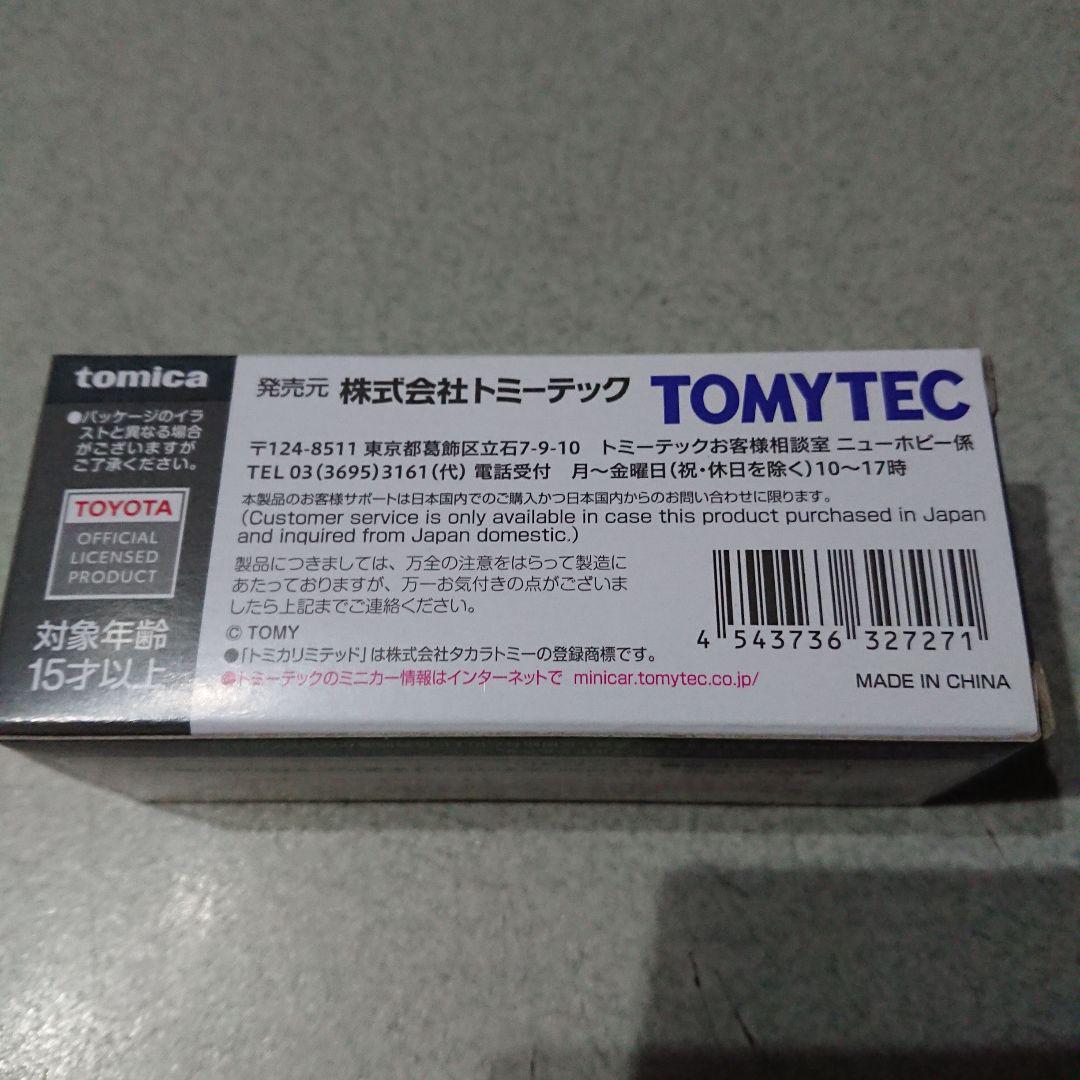 tomica
●パッケージのイラ
ストと異なる場合
がございますが
ご了承ください。
TOYOTA
OFFICIAL
LICENSED
PRODUCT
対象年齢
15才以上
発売元 株式会社トミーテック TOMYTEC
〒124-8511 東京都葛飾区立石7-9-10 トミーテックお客様相談室 ニューホビー係
TEL 03(3695)3161(代) 電話受付 月〜金曜日(祝・休日を除く)10〜17時
本製品のお客様サポートは日本国内でのご購入かつ日本国内からのお問い合わせに限ります。
(Customer service is only available in case this product purchased in Japan
and inquired from Japan domestic.)
製品につきましては、万全の注意をはらって製造に
あたっておりますが、万一お気付きの点がございま
したら上記までご連絡ください。
© TOMY
●「トミカリミテッド」は株式会社タカラトミーの登録商標です。
●トミーテックのミニカー情報はインターネットで minicar.tomytec.co.jp/
4 543736 327271
MADE IN CHINA